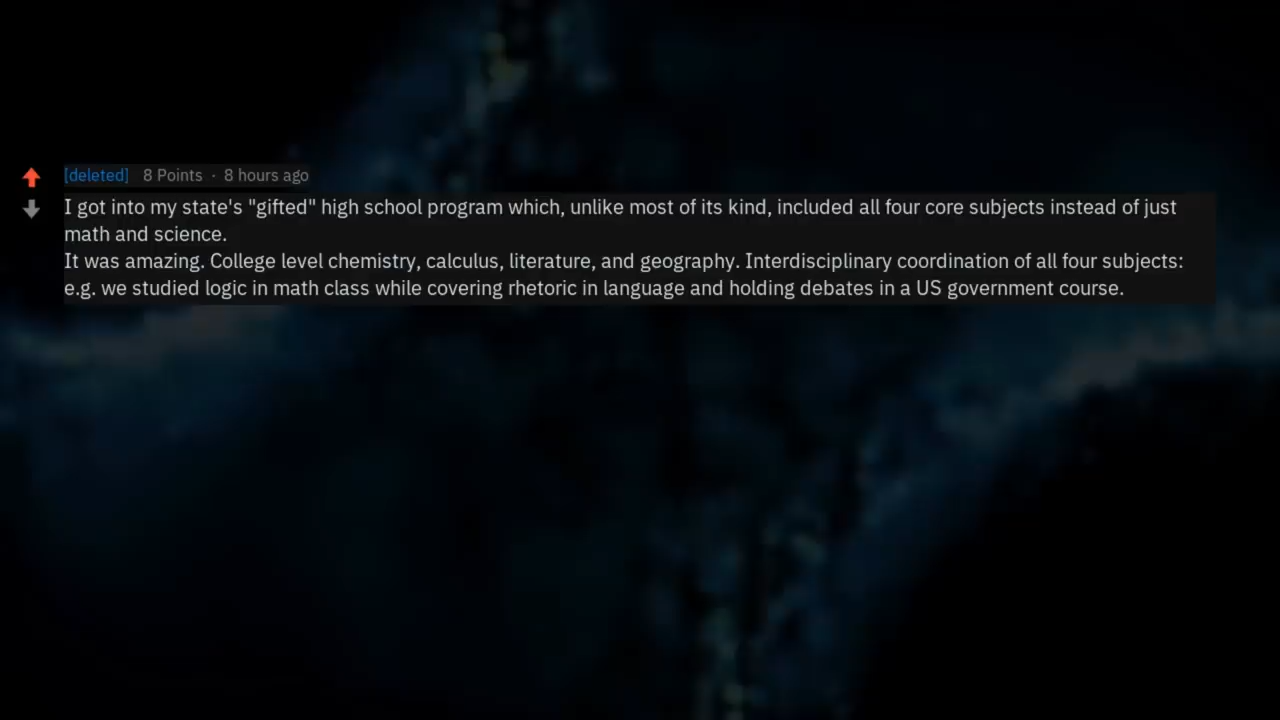 [deleted] 8 Points · 8 hours ago
I got into my state's "gifted" high school program which, unlike most of its kind, included all four core subjects instead of just
math and science.
It was amazing. College level chemistry, calculus, literature, and geography. Interdisciplinary coordination of all four subjects:
e.g. we studied logic in math class while covering rhetoric in language and holding debates in a US government course.